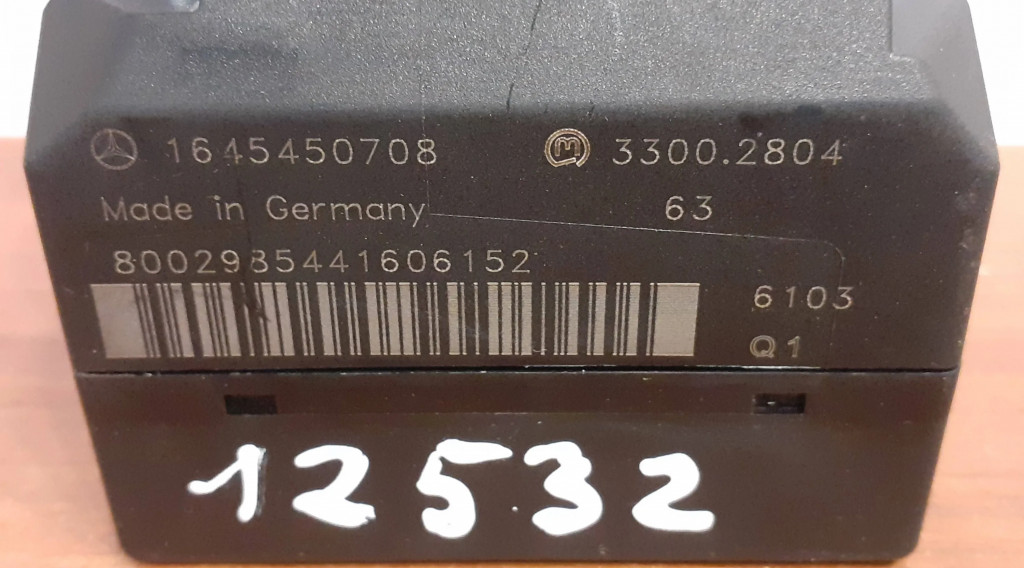 1645450708 3300.2804
Made in Germany 63
8002985441606152
6103
Q1
12532